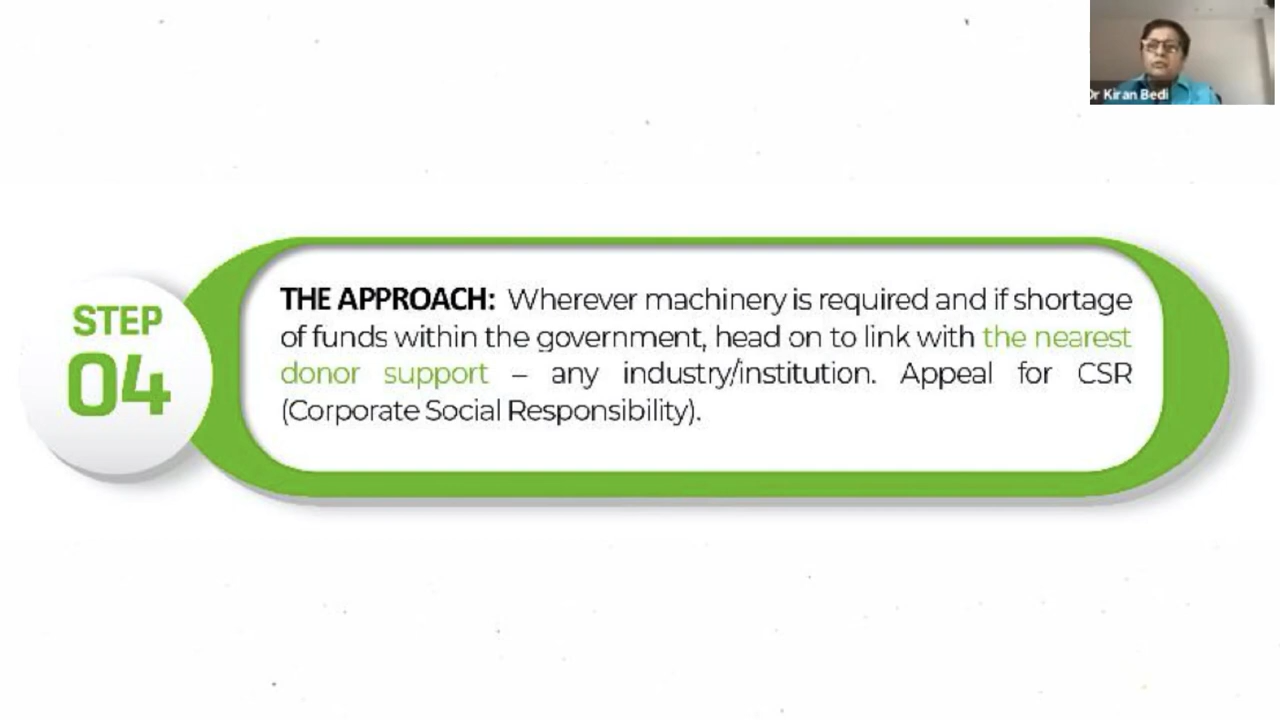 Dr Kiran Bedi
STEP
04
THE APPROACH: Wherever machinery is required and if shortage
of funds within the government, head on to link with the nearest
donor support – any industry/institution. Appeal for CSR
(Corporate Social Responsibility).